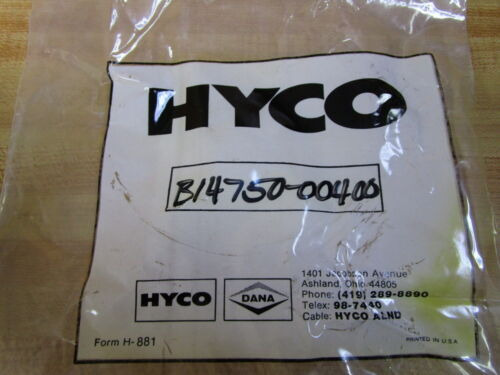 HYCO
B14750-00400
HYCO
DANA
1401 Jacobson Avenue
Ashland, Ohio 44805
Phone: (419) 289-8890
Telex: 98-7440
Cable: HYCO ALND
Form H-881
PRINTED IN U.S.A